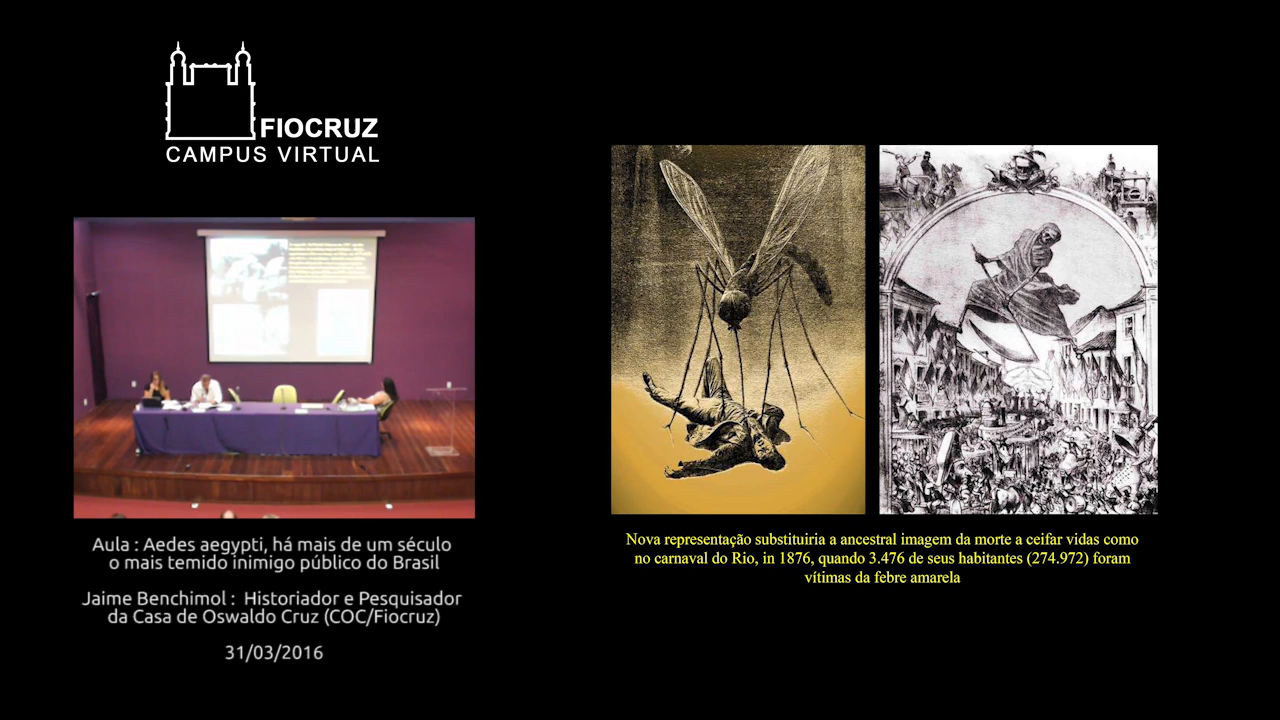 FIOCRUZ
CAMPUS VIRTUAL
Aula : Aedes aegypti, há mais de um século
o mais temido inimigo público do Brasil
Jaime Benchimol : Historiador e Pesquisador
da Casa de Oswaldo Cruz (COC/Fiocruz)
31/03/2016
Nova representação substituiria a ancestral imagem da morte a ceifar vidas como
no carnaval do Rio, in 1876, quando 3.476 de seus habitantes (274.972) foram
vítimas da febre amarela